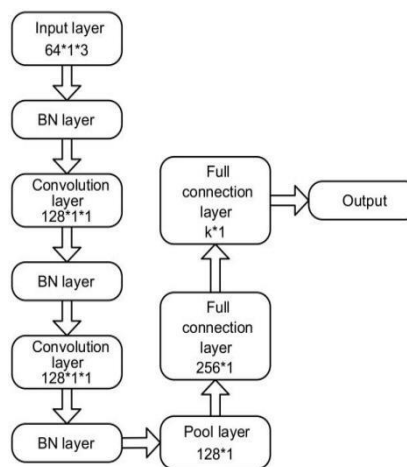 Input layer
64*1*3
BN layer
Convolution
layer
128*1*1
BN layer
Convolution
layer
128*1*1
BN layer
Pool layer
128*1
Full
connection
layer
256*1
Full
connection
layer
k*1
Output